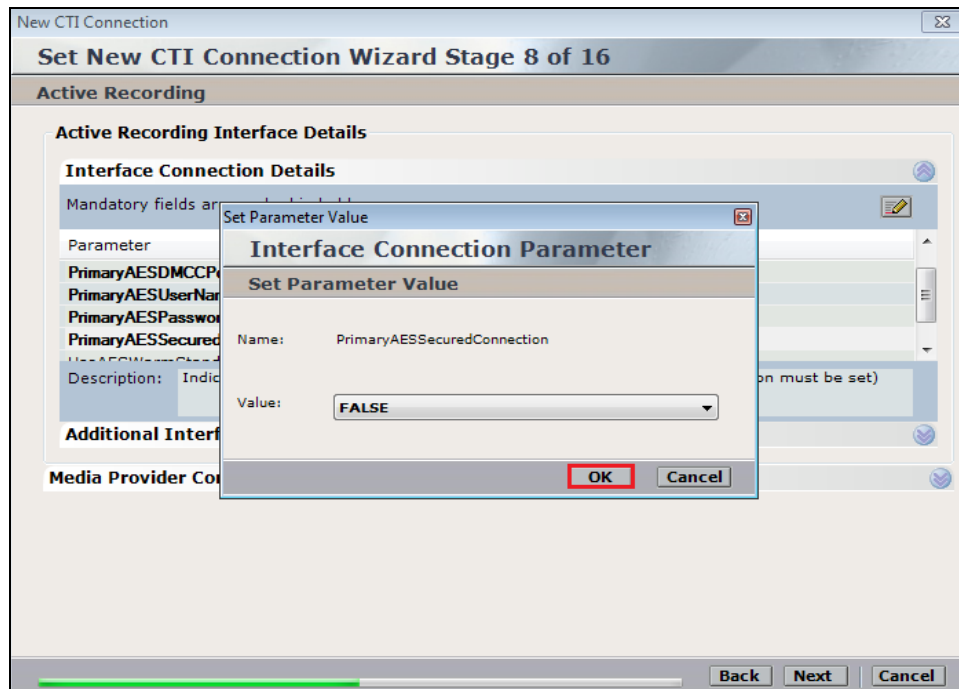 New CTI Connection
Set New CTI Connection Wizard Stage 8 of 16
Active Recording
Active Recording Interface Details
Interface Connection Details
Mandatory fields
Set Parameter Value
Parameter
Interface Connection Parameter
PrimaryAESDMCCP
Set Parameter Value
PrimaryAESUserNa
PrimaryAESPasswo
PrimaryAESSecured
Name: PrimaryAESSecuredConnection
Description: Indic
on must be set)
Value: FALSE
Additional Interf
Media Provider Co
OK Cancel
Back Next Cancel